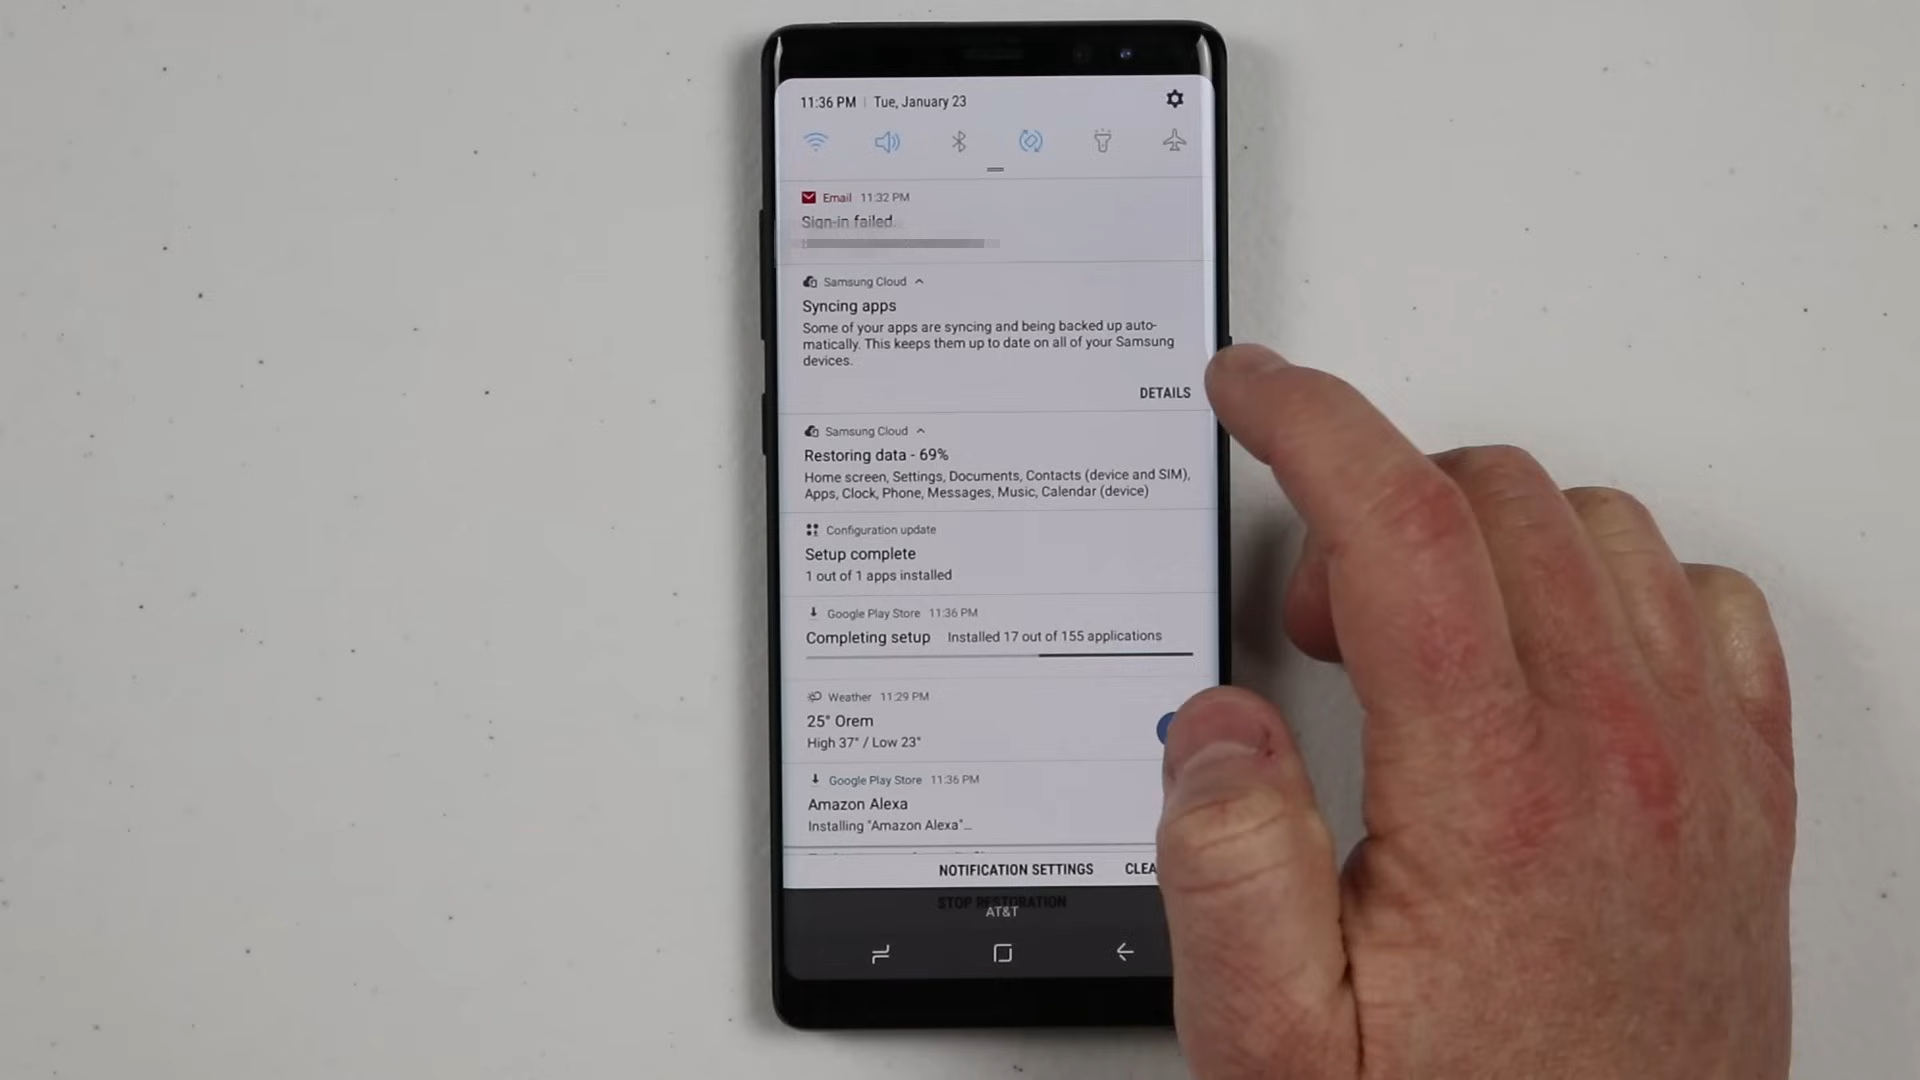 11:36 PM | Tue, January 23
Email 11:32 PM
Sign-in failed.
Samsung Cloud
Syncing apps
Some of your apps are syncing and being backed up auto-
matically. This keeps them up to date on all of your Samsung
devices.
DETAILS
Samsung Cloud
Restoring data - 69%
Home screen, Settings, Documents, Contacts (device and SIM),
Apps, Clock, Phone, Messages, Music, Calendar (device)
Configuration update
Setup complete
1 out of 1 apps installed
Google Play Store 11:36 PM
Completing setup Installed 17 out of 155 applications
Weather 11:29 PM
25° Orem
High 37° / Low 23°
Google Play Store 11:36 PM
Amazon Alexa
Installing "Amazon Alexa"...
NOTIFICATION SETTINGS CLEA
STOP RESTORATION
AT&T